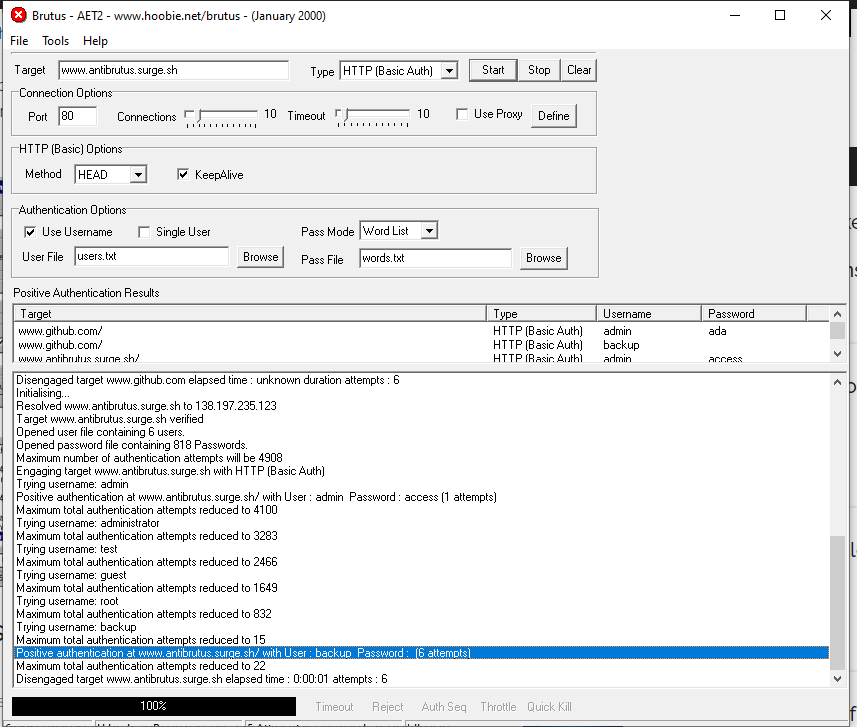 Brutus - AET2 - www.hoobie.net/brutus - (January 2000)
File Tools Help
Target www.antibrutus.surge.sh Type HTTP (Basic Auth) Start Stop Clear
Connection Options
Port 80 Connections 10 Timeout 10 Use Proxy Define
HTTP (Basic) Options
Method HEAD KeepAlive
Authentication Options
Use Username Single User Pass Mode Word List
User File users.txt Browse Pass File words.txt Browse
Positive Authentication Results
Target Type Username Password
www.github.com/ HTTP (Basic Auth) admin ada
www.github.com/ HTTP (Basic Auth) backup
www.antibrutus.surge.sh/ HTTP (Basic Auth) admin access
Disengaged target www.github.com elapsed time : unknown duration attempts : 6
Initialising...
Resolved www.antibrutus.surge.sh to 138.197.235.123
Target www.antibrutus.surge.sh verified
Opened user file containing 6 users.
Opened password file containing 818 Passwords.
Maximum number of authentication attempts will be 4908
Engaging target www.antibrutus.surge.sh with HTTP (Basic Auth)
Trying username: admin
Positive authentication at www.antibrutus.surge.sh/ with User : admin Password : access (1 attempts)
Maximum total authentication attempts reduced to 4100
Trying username: administrator
Maximum total authentication attempts reduced to 3283
Trying username: test
Maximum total authentication attempts reduced to 2466
Trying username: guest
Maximum total authentication attempts reduced to 1649
Trying username: root
Maximum total authentication attempts reduced to 832
Trying username: backup
Maximum total authentication attempts reduced to 15
Positive authentication at www.antibrutus.surge.sh/ with User : backup Password : (6 attempts)
Maximum total authentication attempts reduced to 22
Disengaged target www.antibrutus.surge.sh elapsed time : 0:00:01 attempts : 6
100% Timeout Reject Auth Seq Throttle Quick Kill